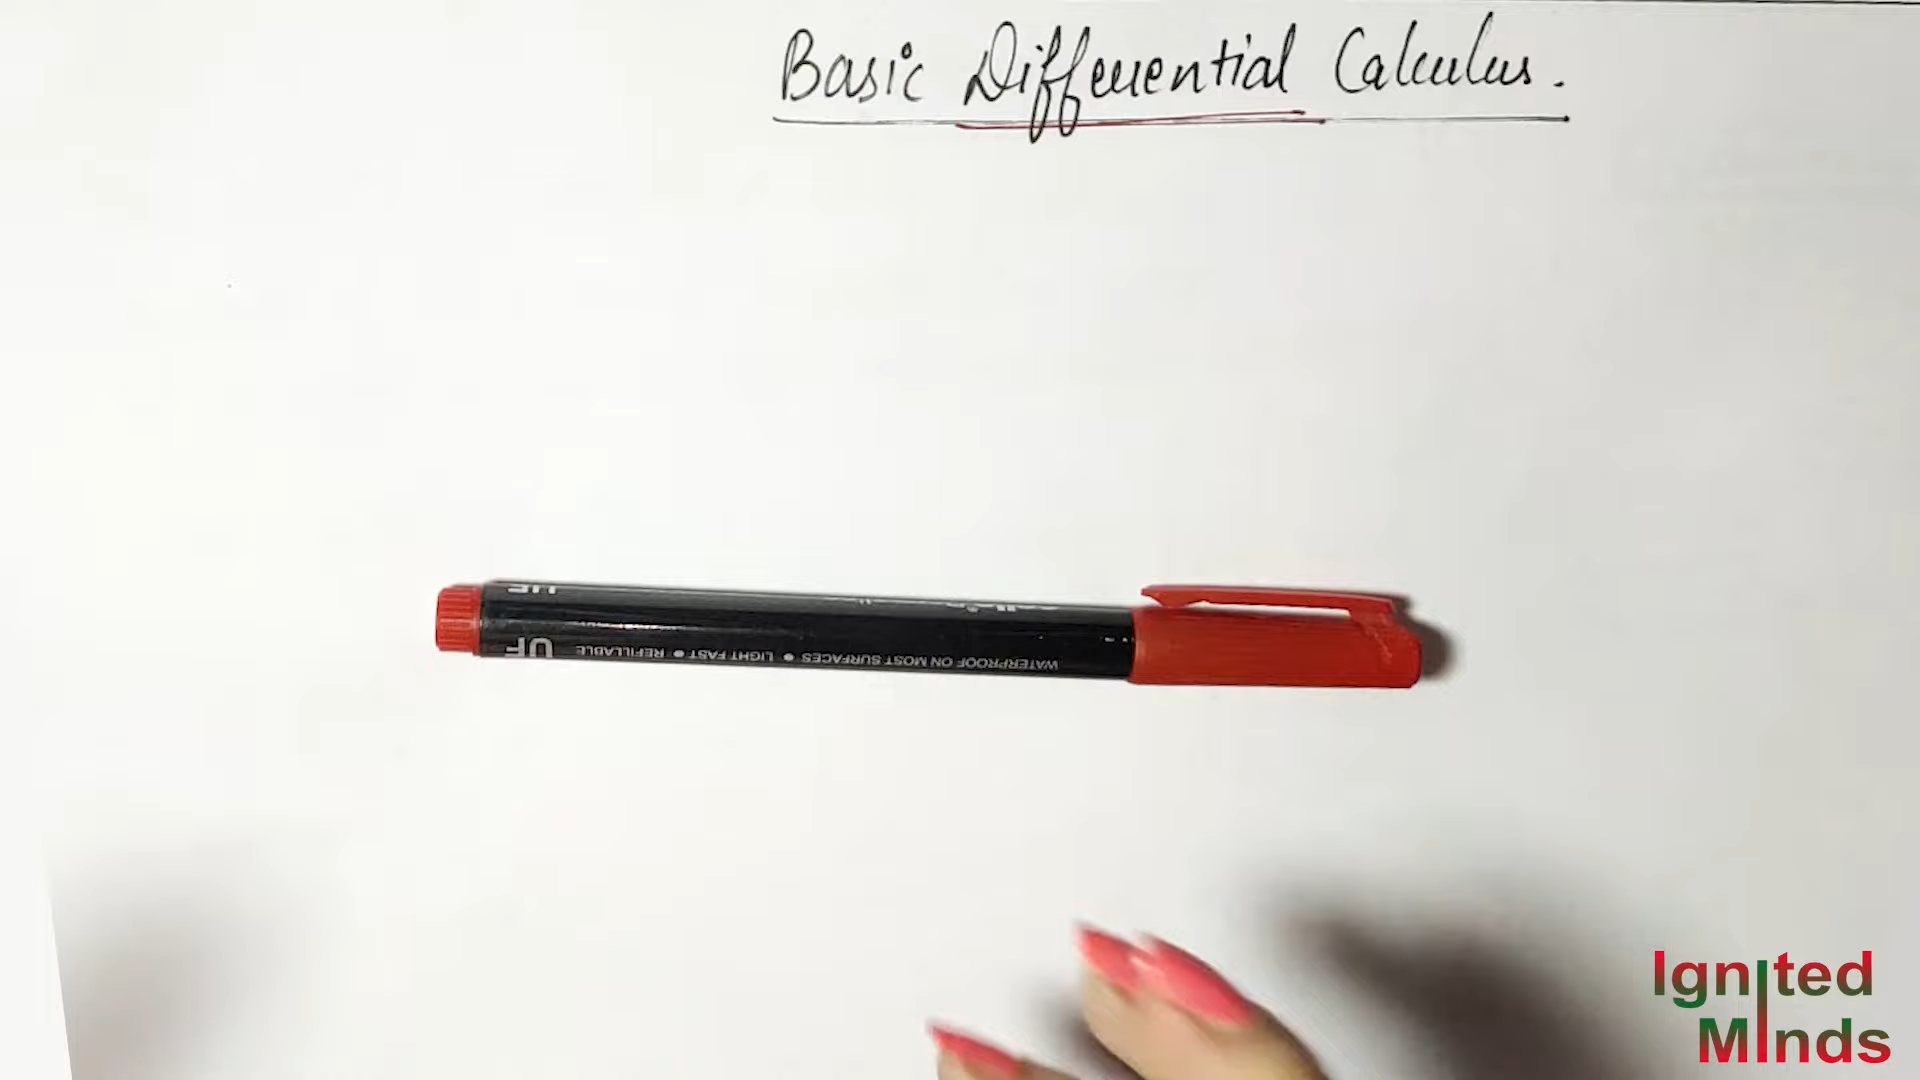 Basic Differential Calculus.
UF
WATERPROOF ON MOST SURFACES • LIGHT FAST • REFILLABLE
Ignited
Minds